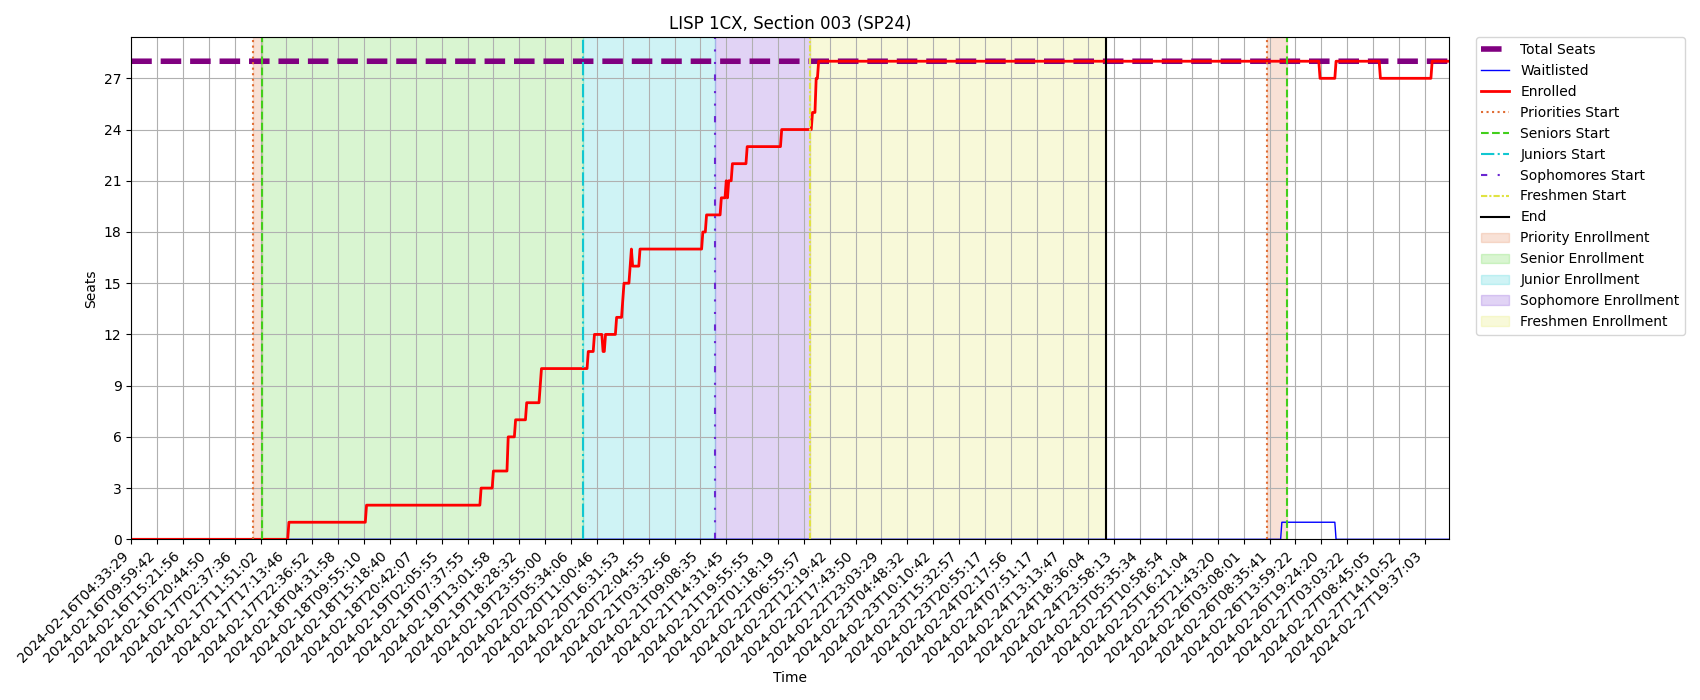 LISP 1CX, Section 003 (SP24)
Total Seats
Waitlisted
Enrolled
Priorities Start
Seniors Start
Juniors Start
Sophomores Start
Freshmen Start
End
Priority Enrollment
Senior Enrollment
Junior Enrollment
Sophomore Enrollment
Freshmen Enrollment
Seats
27
24
21
18
15
12
9
6
3
0
2024-02-16T04:33:29
2024-02-16T09:59:42
2024-02-16T15:21:56
2024-02-16T20:44:50
2024-02-17T02:37:36
2024-02-17T11:51:02
2024-02-17T17:13:46
2024-02-17T22:36:52
2024-02-18T04:31:58
2024-02-18T09:55:10
2024-02-18T15:18:40
2024-02-18T20:42:07
2024-02-19T02:05:55
2024-02-19T07:37:55
2024-02-19T13:01:58
2024-02-19T18:28:32
2024-02-19T23:55:00
2024-02-20T05:34:06
2024-02-20T11:00:46
2024-02-20T16:31:53
2024-02-20T22:04:55
2024-02-21T03:32:56
2024-02-21T09:08:35
2024-02-21T14:31:45
2024-02-21T19:55:55
2024-02-22T01:18:19
2024-02-22T06:55:57
2024-02-22T12:19:42
2024-02-22T17:43:50
2024-02-22T23:03:29
2024-02-23T04:48:32
2024-02-23T10:10:42
2024-02-23T15:32:57
2024-02-23T20:55:17
2024-02-24T02:17:56
2024-02-24T07:51:17
2024-02-24T13:13:47
2024-02-24T18:36:04
2024-02-24T23:58:13
2024-02-25T05:35:34
2024-02-25T10:58:54
2024-02-25T16:21:04
2024-02-25T21:43:20
2024-02-26T03:08:01
2024-02-26T08:35:41
2024-02-26T13:59:22
2024-02-26T19:24:20
2024-02-27T03:03:22
2024-02-27T08:45:05
2024-02-27T14:10:52
2024-02-27T19:37:03
Time